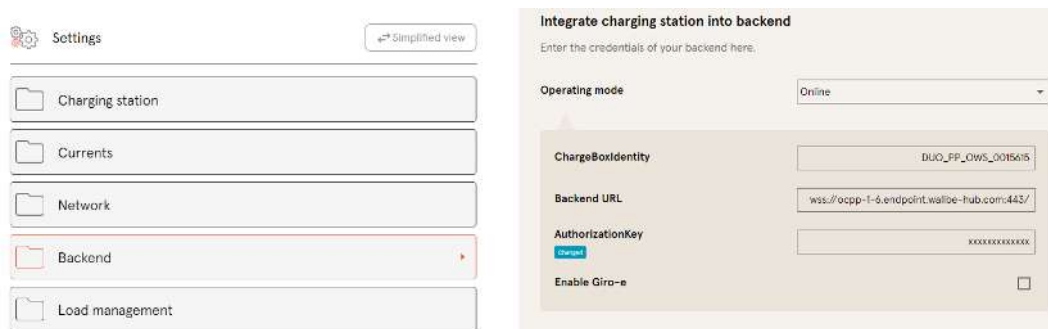 Settings
Simplified view
Charging station
Currents
Network
Backend
Load management
Integrate charging station into backend
Enter the credentials of your backend here.
Operating mode
Online
ChargeBoxIdentity
DUO_PP_OWS_0015615
Backend URL
wss://ocpp-1-6.endpoint.wallbe-hub.com:443/
AuthorizationKey
xxxxxxxxxxxxx
Changed
Enable Giro-e